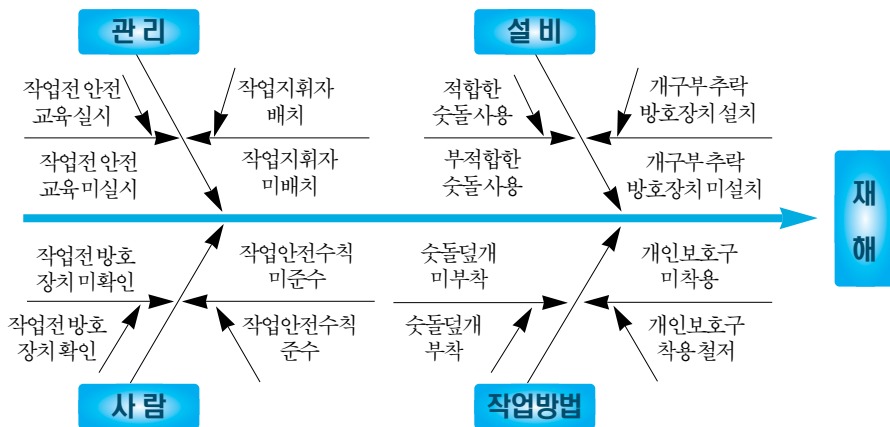 관 리
설 비
작업전 안전
교육 실시
작업지휘자
배치
적합한
숫돌 사용
개구부 추락
방호장치 설치
작업전 안전
교육 미실시
작업지휘자
미배치
부적합한
숫돌 사용
개구부 추락
방호장치 미설치
재
해
작업전 방호
장치 미확인
작업안전수칙
미준수
숫돌덮개
미부착
개인보호구
미착용
작업전 방호
장치 확인
작업안전수칙
준수
숫돌덮개
부착
개인보호구
착용 철저
사 람
작업방법